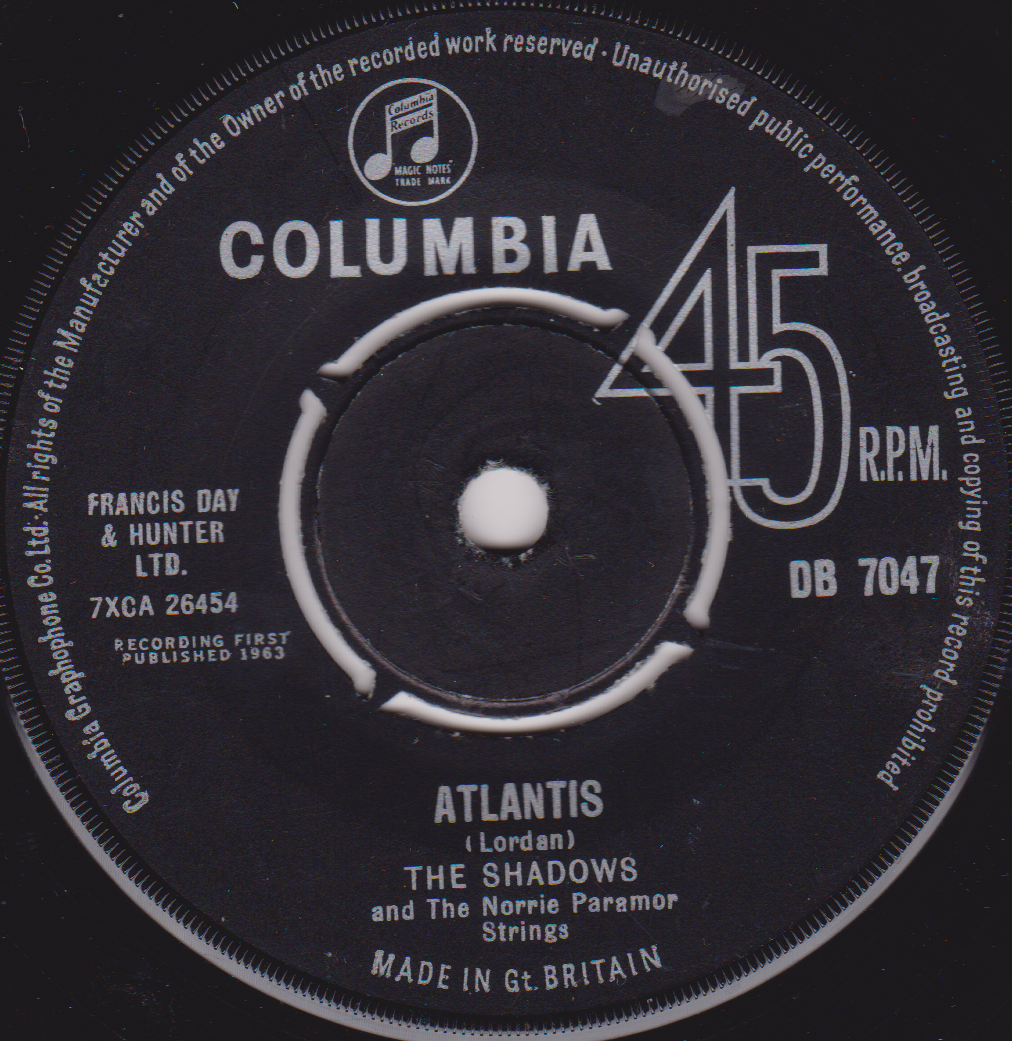 Columbia Graphophone Co. Ltd. · All rights of the Manufacturer and of the Owner of the recorded work reserved · Unauthorised public performance, broadcasting and copying of this record prohibited
Columbia
Records
MAGIC NOTES
TRADE MARK
COLUMBIA
45
R.P.M.
FRANCIS DAY
& HUNTER
LTD.
7XCA 26454
RECORDING FIRST
PUBLISHED 1963
DB 7047
ATLANTIS
(Lordan)
THE SHADOWS
and The Norrie Paramor
Strings
MADE IN Gt. BRITAIN